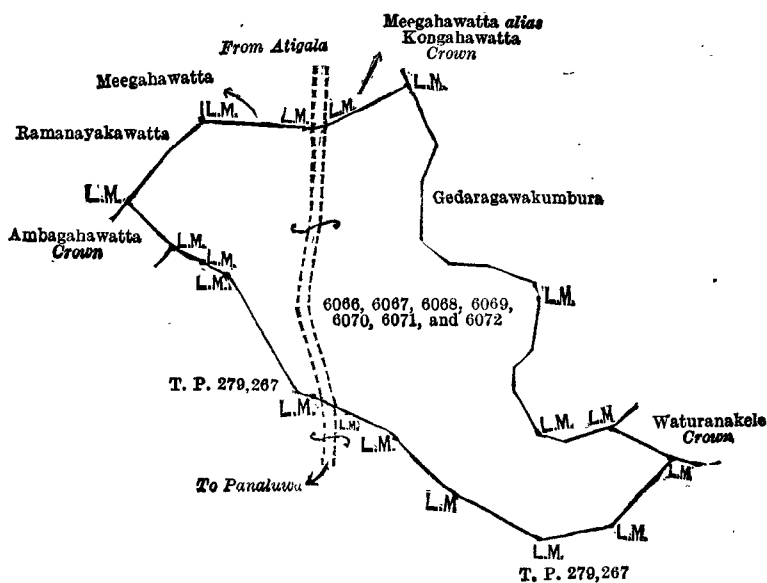 Meegahawatta alias
Kongahawatta
Crown
From Atigala
Meegahawatta
L.M.
L.M.
L.M.
L.M.
Ramanayakawatta
L.M.
Gedaragawakumbura
Ambagahawatta
Crown
L.M.
L.M.
L.M.
L.M.
6066, 6067, 6068, 6069,
6070, 6071, and 6072
T. P. 279,267
L.M.
L.M.
L.M.
L.M.
L.M.
Waturanakele
Crown
L.M.
To Panaluwa
L.M
L.M.
L.M.
T. P. 279,267